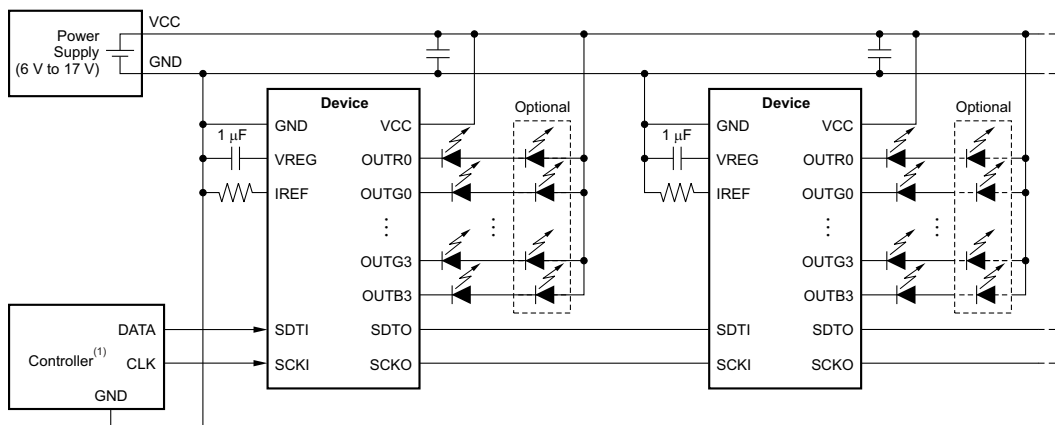 VCC
Power
Supply
(6 V to 17 V)
GND
Device
Optional
GND
VCC
1 μF
VREG
OUTR0
IREF
OUTG0
⋮
⋮
OUTG3
OUTB3
DATA
SDTI
SDTO
Controller(1)
CLK
SCKI
SCKO
GND
Device
Optional
GND
VCC
1 μF
VREG
OUTR0
IREF
OUTG0
⋮
⋮
OUTG3
OUTB3
SDTI
SDTO
SCKI
SCKO